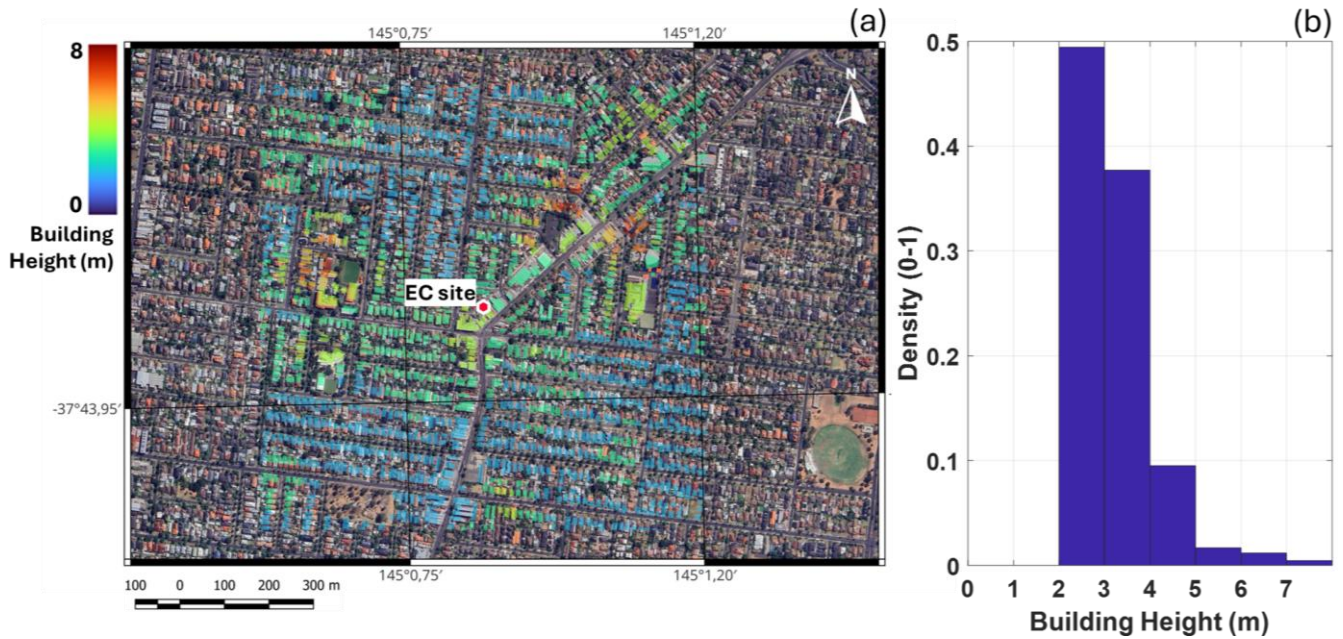 (a)
145°0,75′ 145°1,20′
8
0
Building
Height (m)
N
EC site
-37°43,95′
145°0,75′ 145°1,20′
100 0 100 200 300 m
(b)
0.5
0.4
0.3
0.2
0.1
0
Density (0-1)
0 1 2 3 4 5 6 7
Building Height (m)